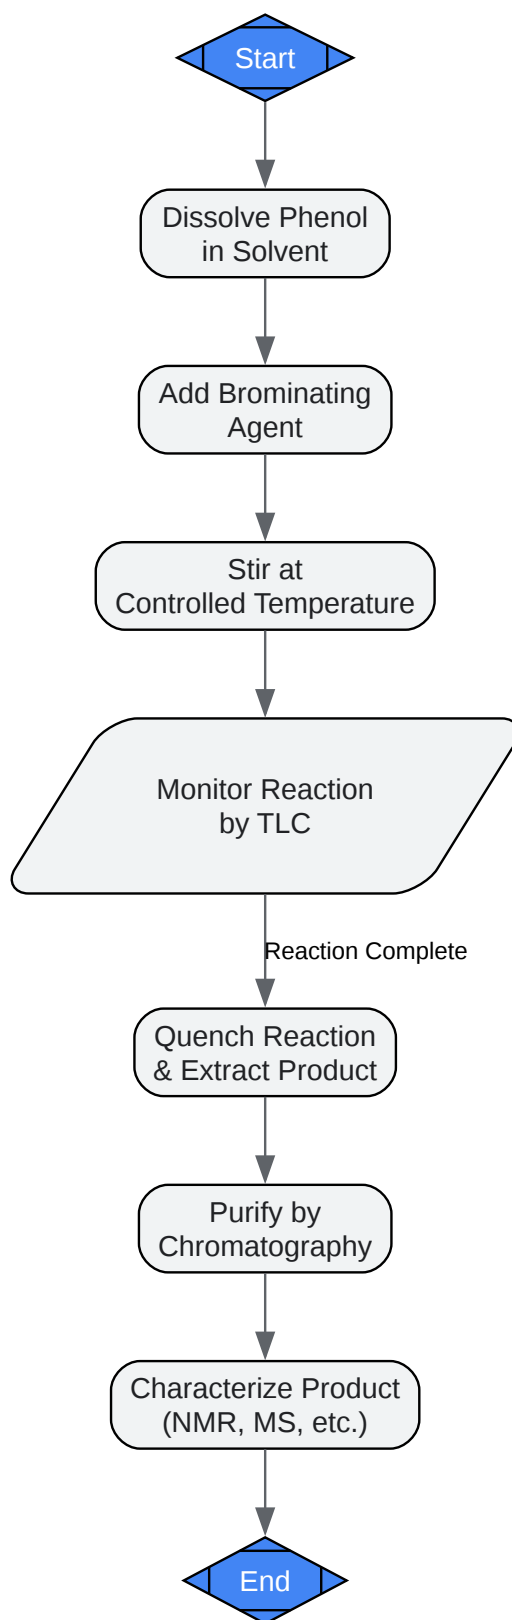 Start
Dissolve Phenol
in Solvent
Add Brominating
Agent
Stir at
Controlled Temperature
Monitor Reaction
by TLC
Reaction Complete
Quench Reaction
& Extract Product
Purify by
Chromatography
Characterize Product
(NMR, MS, etc.)
End